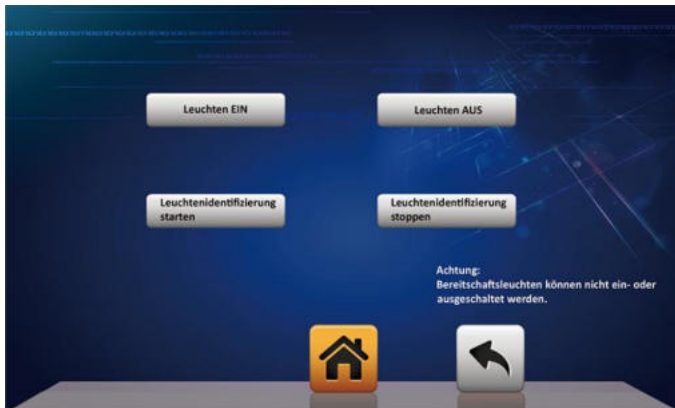 Leuchten EIN
Leuchten AUS
Leuchtenidentifizierung
starten
Leuchtenidentifizierung
stoppen
Achtung:
Bereitschaftsleuchten können nicht ein- oder
ausgeschaltet werden.